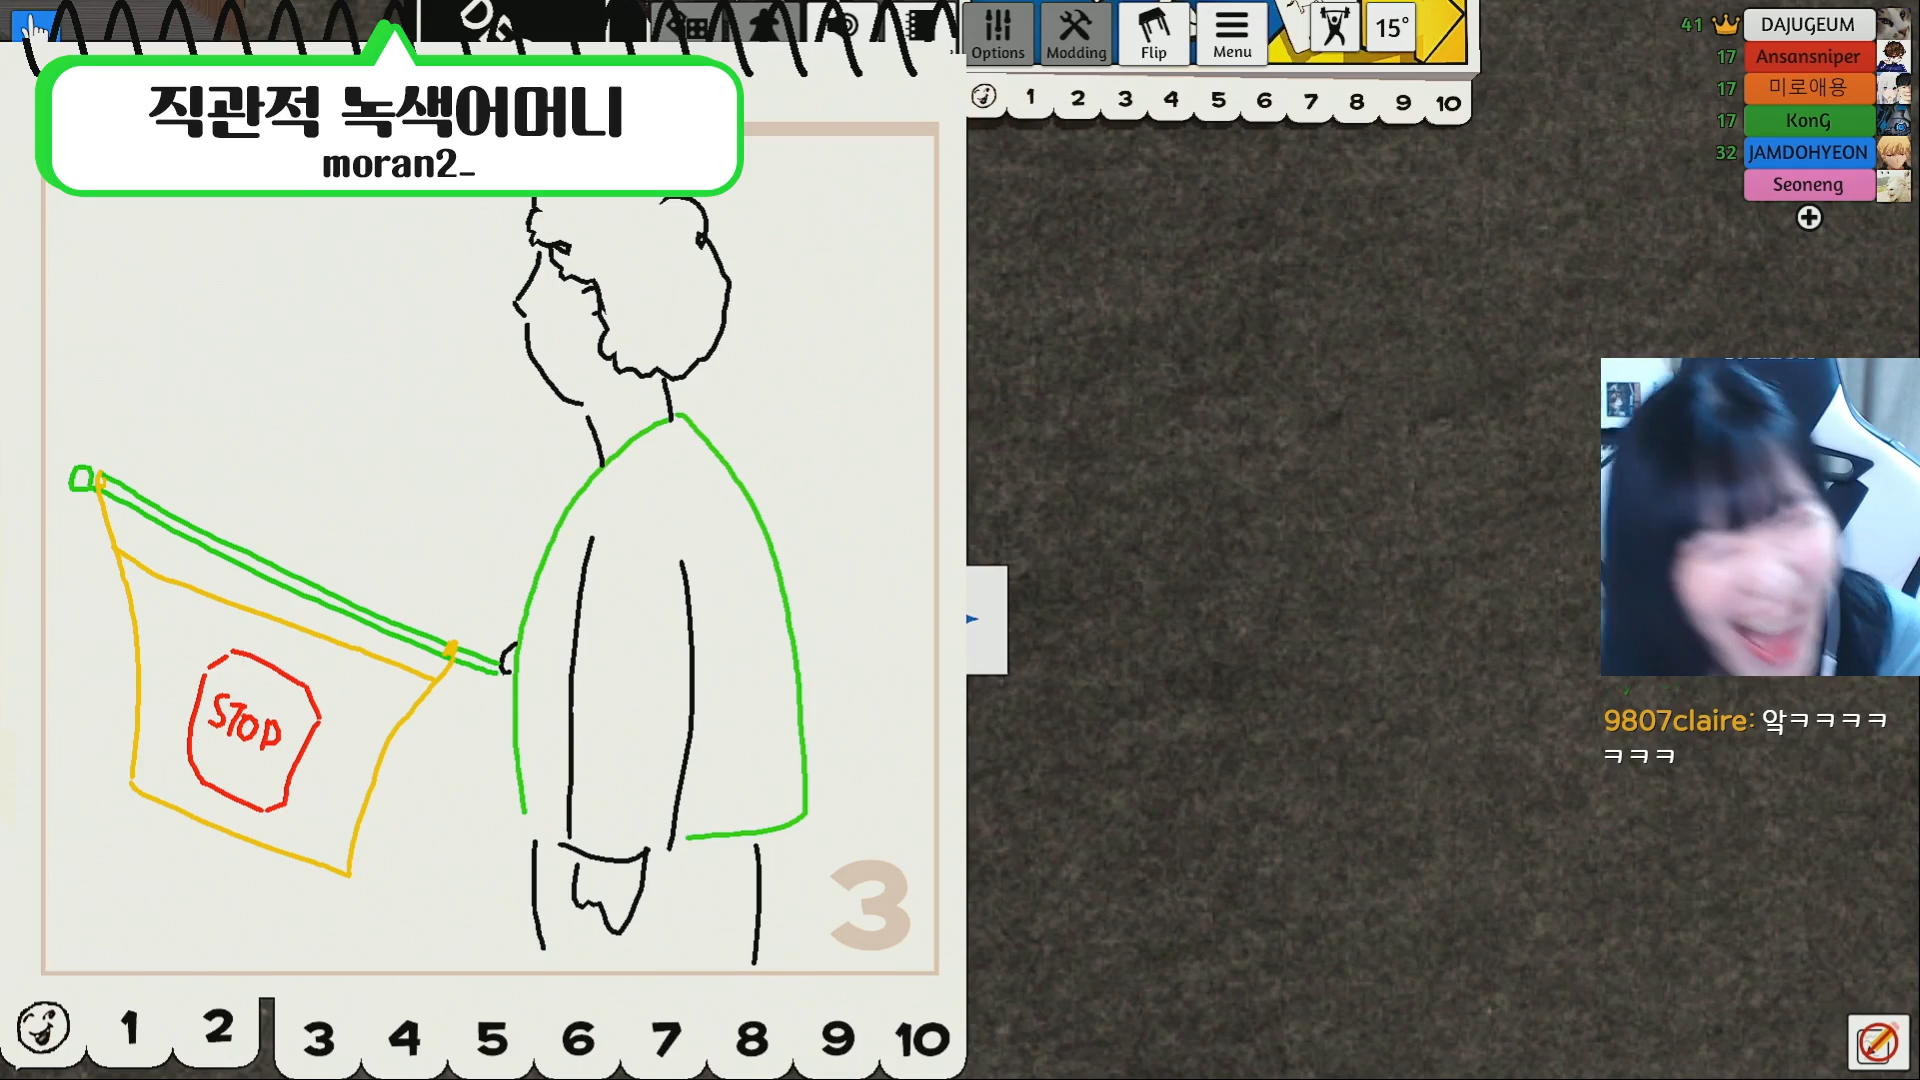 직관적 녹색어머니
moran2_
Options
Modding
Flip
Menu
15°
1
2
3
4
5
6
7
8
9
10
41 DAJUGEUM
17 Ansansniper
17 미로애용
17 KonG
32 JAMDOHYEON
Seoneng
STOP
3
9807claire: 앜ㅋㅋㅋㅋ
ㅋㅋㅋ
1
2
3
4
5
6
7
8
9
10